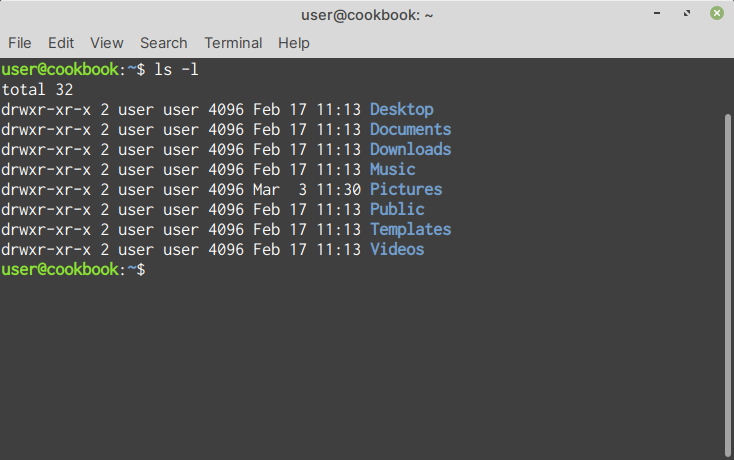 user@cookbook: ~
File Edit View Search Terminal Help
user@cookbook:~$ ls -l
total 32
drwxr-xr-x 2 user user 4096 Feb 17 11:13 Desktop
drwxr-xr-x 2 user user 4096 Feb 17 11:13 Documents
drwxr-xr-x 2 user user 4096 Feb 17 11:13 Downloads
drwxr-xr-x 2 user user 4096 Feb 17 11:13 Music
drwxr-xr-x 2 user user 4096 Mar  3 11:30 Pictures
drwxr-xr-x 2 user user 4096 Feb 17 11:13 Public
drwxr-xr-x 2 user user 4096 Feb 17 11:13 Templates
drwxr-xr-x 2 user user 4096 Feb 17 11:13 Videos
user@cookbook:~$